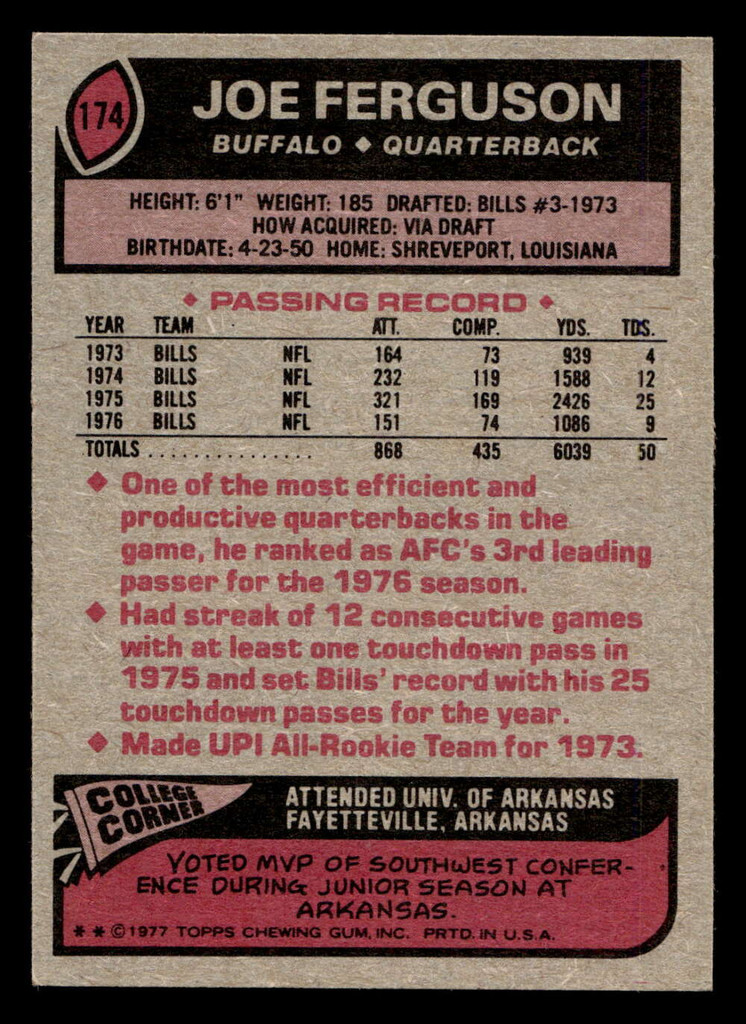 174
JOE FERGUSON
BUFFALO ◆ QUARTERBACK
HEIGHT: 6'1" WEIGHT: 185 DRAFTED: BILLS #3-1973
HOW ACQUIRED: VIA DRAFT
BIRTHDATE: 4-23-50 HOME: SHREVEPORT, LOUISIANA
◆ PASSING RECORD ◆
YEAR TEAM ATT. COMP. YDS. TDS.
1973 BILLS NFL 164 73 939 4
1974 BILLS NFL 232 119 1588 12
1975 BILLS NFL 321 169 2426 25
1976 BILLS NFL 151 74 1086 9
TOTALS ............... 868 435 6039 50
◆ One of the most efficient and
productive quarterbacks in the
game, he ranked as AFC's 3rd leading
passer for the 1976 season.
◆ Had streak of 12 consecutive games
with at least one touchdown pass in
1975 and set Bills' record with his 25
touchdown passes for the year.
◆ Made UPI All-Rookie Team for 1973.
COLLEGE
CORNER
ATTENDED UNIV. OF ARKANSAS
FAYETTEVILLE, ARKANSAS
VOTED MVP OF SOUTHWEST CONFER-
ENCE DURING JUNIOR SEASON AT
ARKANSAS.
* * © 1977 TOPPS CHEWING GUM, INC. PRTD. IN U.S.A.